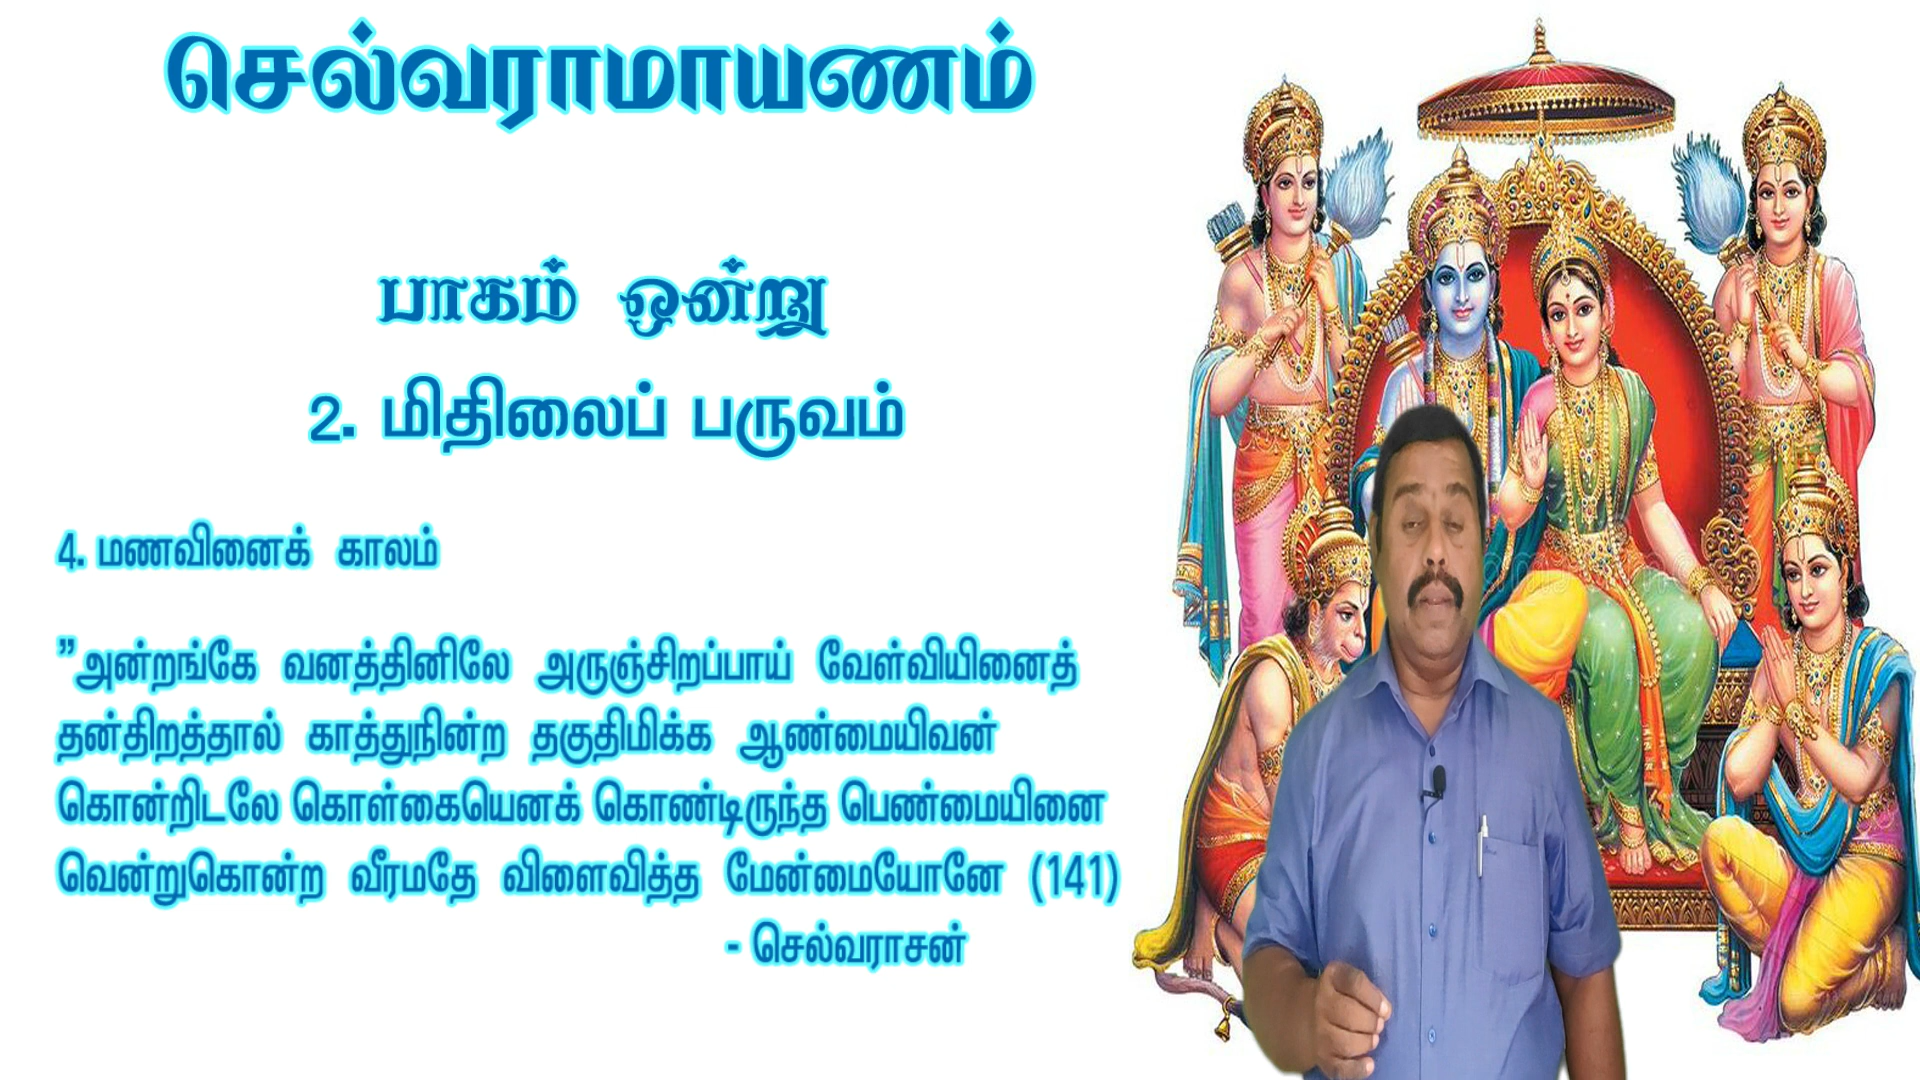 செல்வராமாயணம்
பாகம் ஒன்று
2. மிதிலைப் பருவம்
4. மணவினைக் காலம்
”அன்றங்கே வனத்தினிலே அருஞ்சிறப்பாய் வேள்வியினைத்
தன்திறத்தால் காத்துநின்ற தகுதிமிக்க ஆண்மையிவன்
கொன்றிடலே கொள்கையெனக் கொண்டிருந்த பெண்மையினை
வென்றுகொன்ற வீரமதே விளைவித்த மேன்மையோனே (141)
- செல்வராசன்